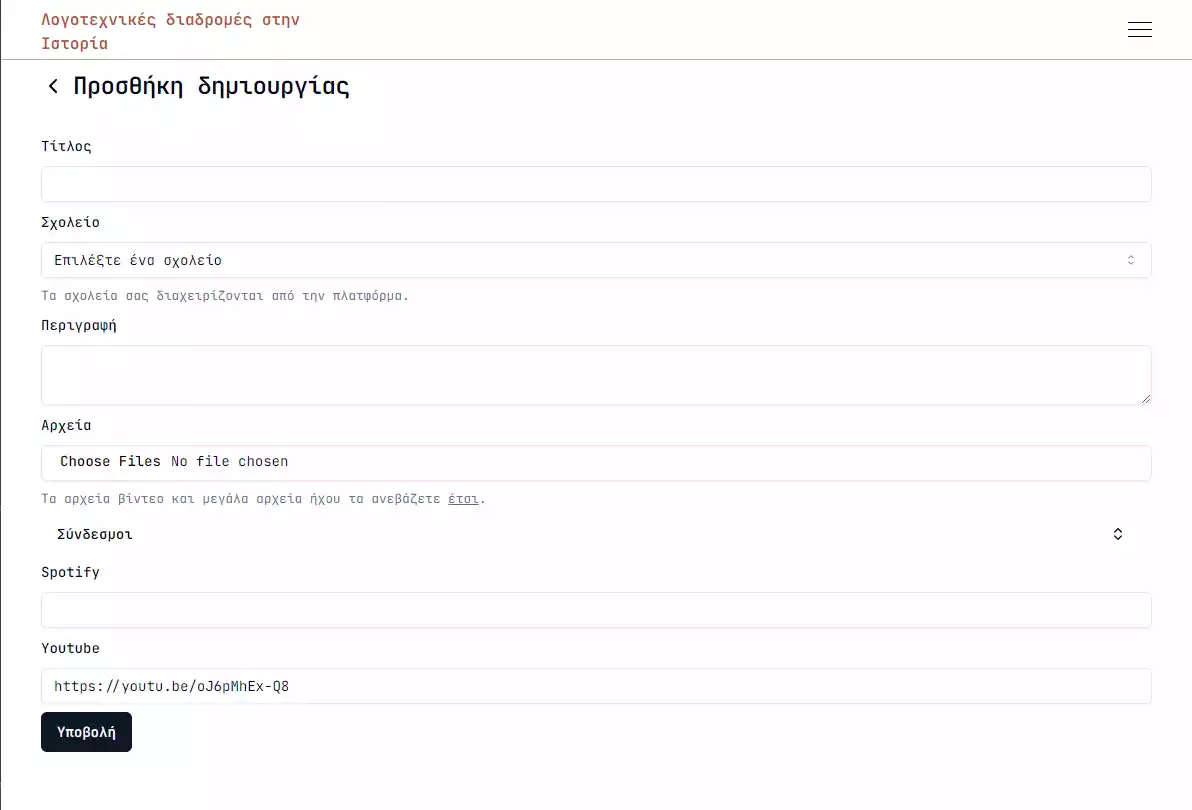 Λογοτεχνικές διαδρομές στην
Ιστορία
Προσθήκη δημιουργίας
Τίτλος
Σχολείο
Επιλέξτε ένα σχολείο
Τα σχολεία σας διαχειρίζονται από την πλατφόρμα.
Περιγραφή
Αρχεία
Choose Files No file chosen
Τα αρχεία βίντεο και μεγάλα αρχεία ήχου τα ανεβάζετε έτσι.
Σύνδεσμοι
Spotify
Youtube
https://youtu.be/oJ6pMhEx-Q8
Υποβολή